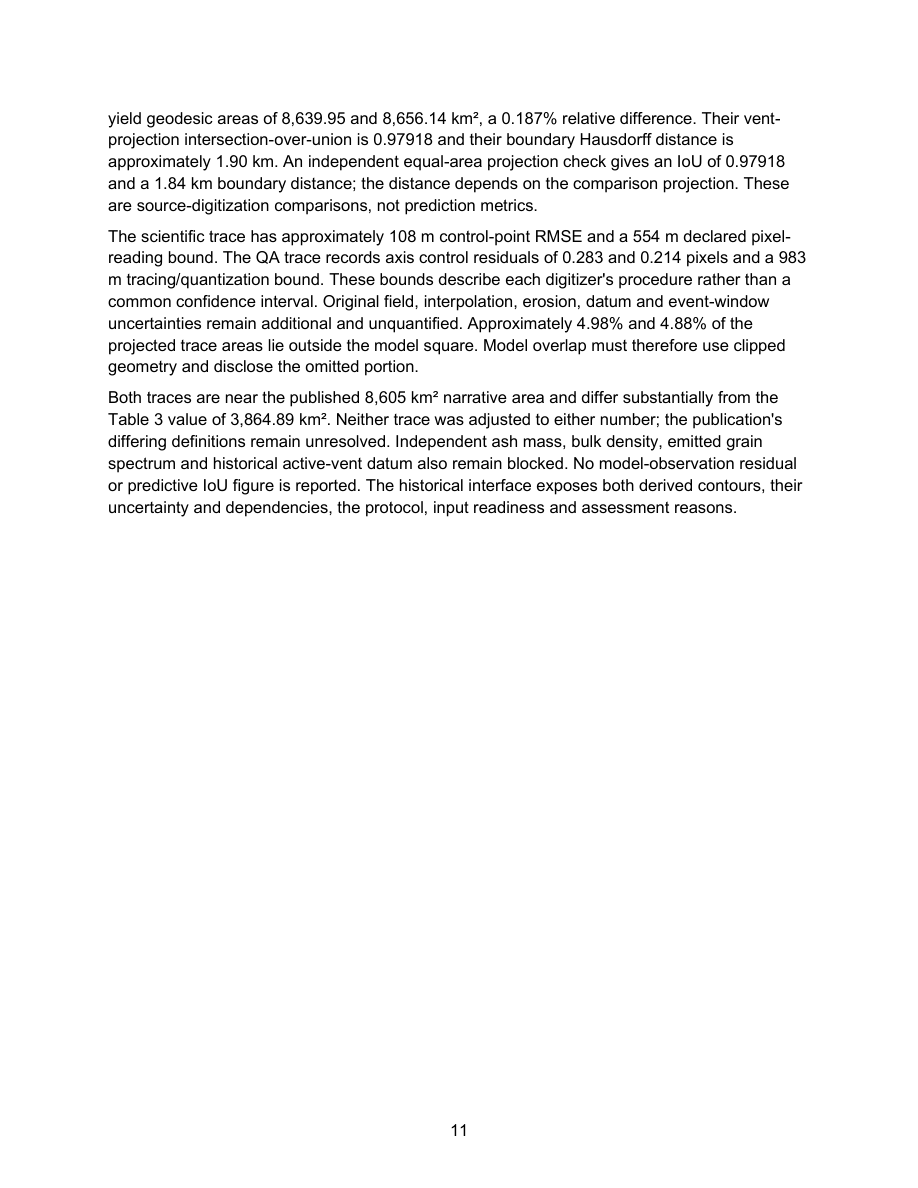 yield geodesic areas of 8,639.95 and 8,656.14 km², a 0.187% relative difference. Their vent-
projection intersection-over-union is 0.97918 and their boundary Hausdorff distance is
approximately 1.90 km. An independent equal-area projection check gives an IoU of 0.97918
and a 1.84 km boundary distance; the distance depends on the comparison projection. These
are source-digitization comparisons, not prediction metrics.
The scientific trace has approximately 108 m control-point RMSE and a 554 m declared pixel-
reading bound. The QA trace records axis control residuals of 0.283 and 0.214 pixels and a 983
m tracing/quantization bound. These bounds describe each digitizer's procedure rather than a
common confidence interval. Original field, interpolation, erosion, datum and event-window
uncertainties remain additional and unquantified. Approximately 4.98% and 4.88% of the
projected trace areas lie outside the model square. Model overlap must therefore use clipped
geometry and disclose the omitted portion.
Both traces are near the published 8,605 km² narrative area and differ substantially from the
Table 3 value of 3,864.89 km². Neither trace was adjusted to either number; the publication's
differing definitions remain unresolved. Independent ash mass, bulk density, emitted grain
spectrum and historical active-vent datum also remain blocked. No model-observation residual
or predictive IoU figure is reported. The historical interface exposes both derived contours, their
uncertainty and dependencies, the protocol, input readiness and assessment reasons.
11